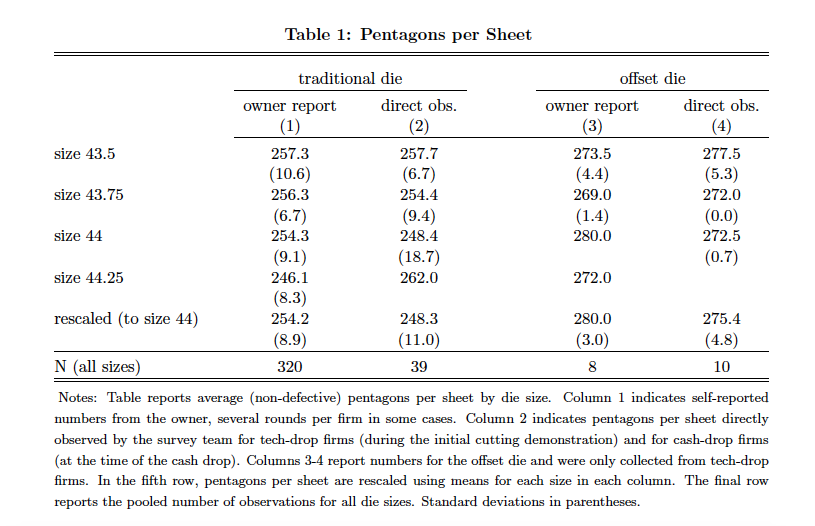 Table 1: Pentagons per Sheet
traditional die offset die
owner report direct obs. owner report direct obs.
(1) (2) (3) (4)
size 43.5 257.3 257.7 273.5 277.5
(10.6) (6.7) (4.4) (5.3)
size 43.75 256.3 254.4 269.0 272.0
(6.7) (9.4) (1.4) (0.0)
size 44 254.3 248.4 280.0 272.5
(9.1) (18.7) (0.7)
size 44.25 246.1 262.0 272.0
(8.3)
rescaled (to size 44) 254.2 248.3 280.0 275.4
(8.9) (11.0) (3.0) (4.8)
N (all sizes) 320 39 8 10
Notes: Table reports average (non-defective) pentagons per sheet by die size. Column 1 indicates self-reported
numbers from the owner, several rounds per firm in some cases. Column 2 indicates pentagons per sheet directly
observed by the survey team for tech-drop firms (during the initial cutting demonstration) and for cash-drop firms
(at the time of the cash drop). Columns 3-4 report numbers for the offset die and were only collected from tech-drop
firms. In the fifth row, pentagons per sheet are rescaled using means for each size in each column. The final row
reports the pooled number of observations for all die sizes. Standard deviations in parentheses.